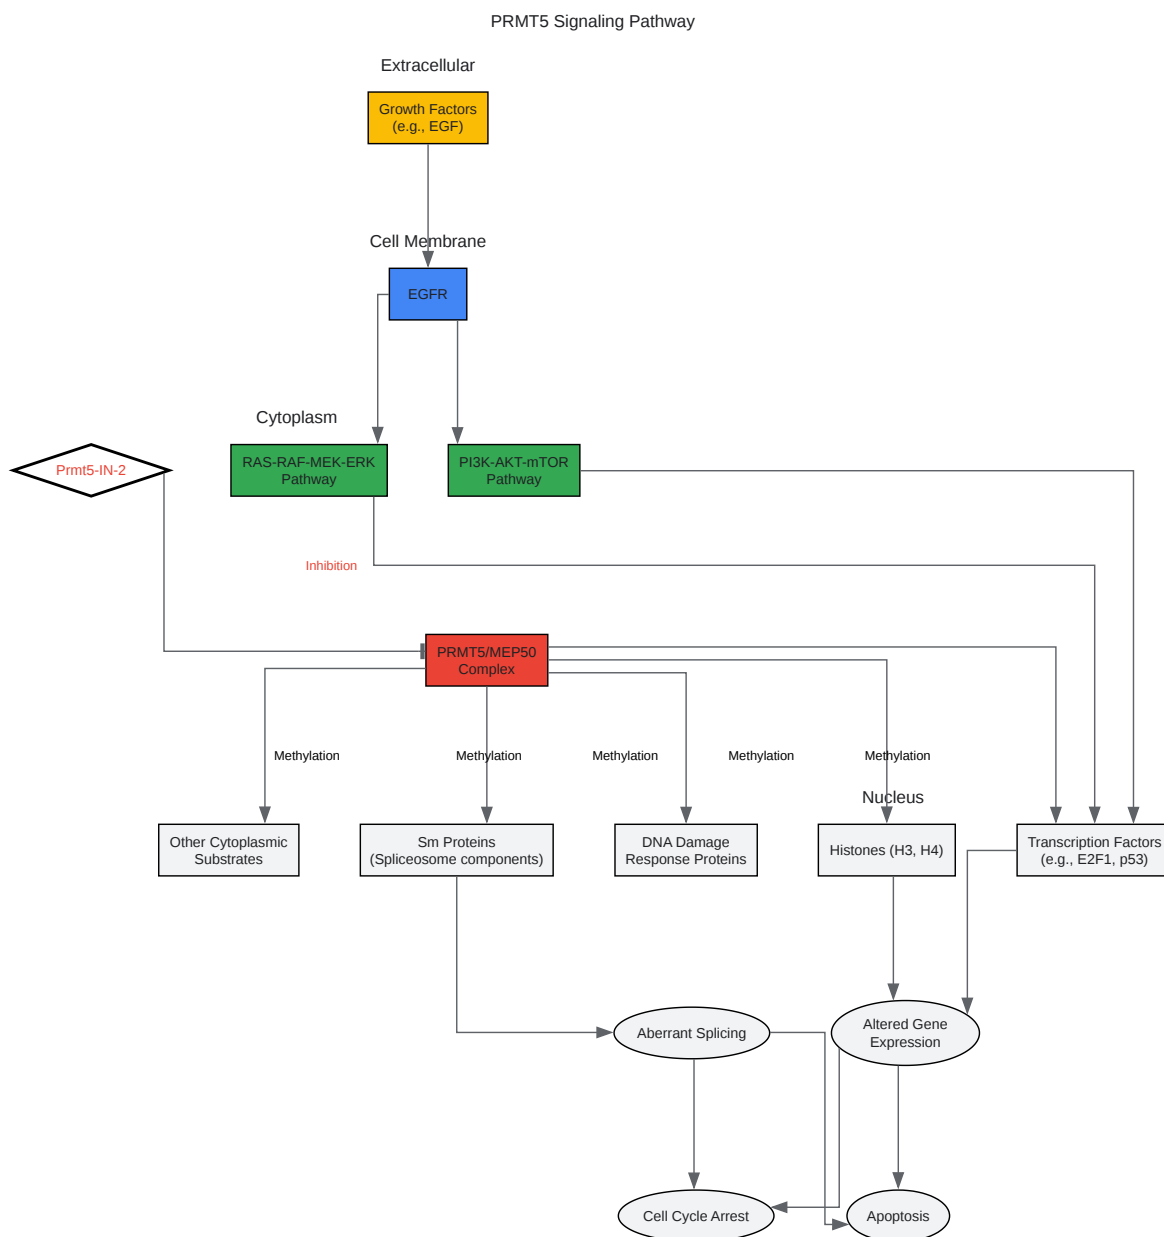 PRMT5 Signaling Pathway
Extracellular
Growth Factors
(e.g., EGF)
Cell Membrane
EGFR
Cytoplasm
Prmt5-IN-2
RAS-RAF-MEK-ERK
Pathway
PI3K-AKT-mTOR
Pathway
Inhibition
PRMT5/MEP50
Complex
Methylation
Methylation
Methylation
Methylation
Methylation
Nucleus
Other Cytoplasmic
Substrates
Sm Proteins
(Spliceosome components)
DNA Damage
Response Proteins
Histones (H3, H4)
Transcription Factors
(e.g., E2F1, p53)
Aberrant Splicing
Altered Gene
Expression
Cell Cycle Arrest
Apoptosis